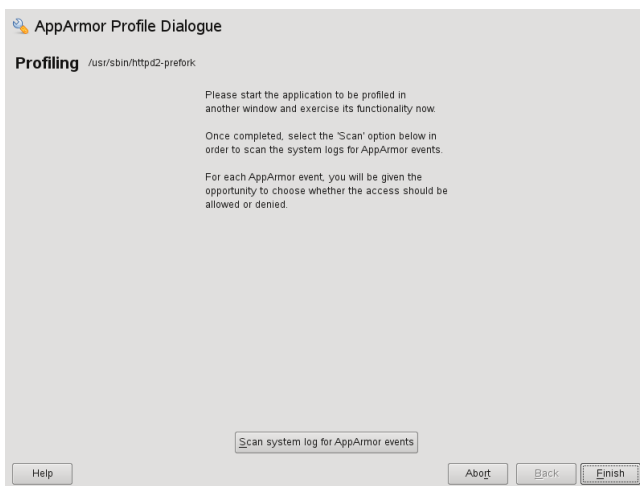 AppArmor Profile Dialogue
Profiling /usr/sbin/httpd2-prefork
Please start the application to be profiled in
another window and exercise its functionality now.
Once completed, select the 'Scan' option below in
order to scan the system logs for AppArmor events.
For each AppArmor event, you will be given the
opportunity to choose whether the access should be
allowed or denied.
Scan system log for AppArmor events
Help Abort Back Finish